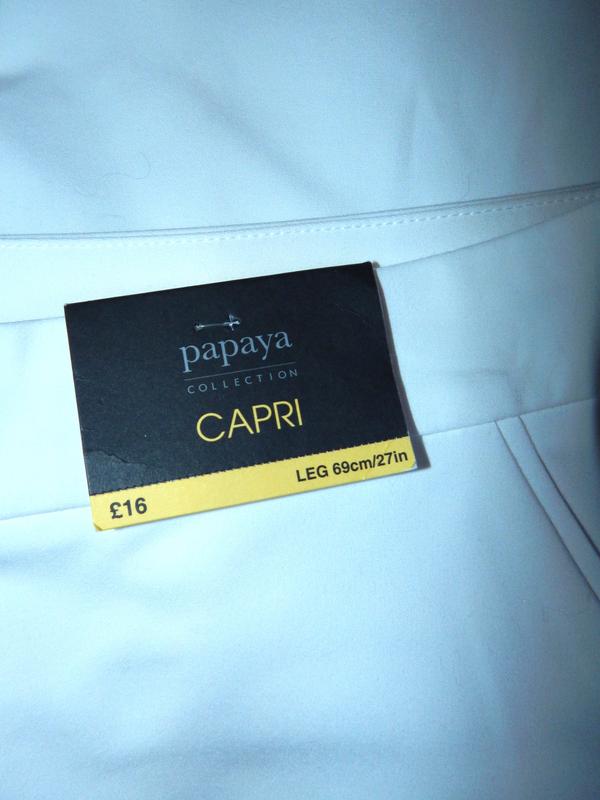 papaya
COLLECTION
CAPRI
LEG 69cm/27in
£16